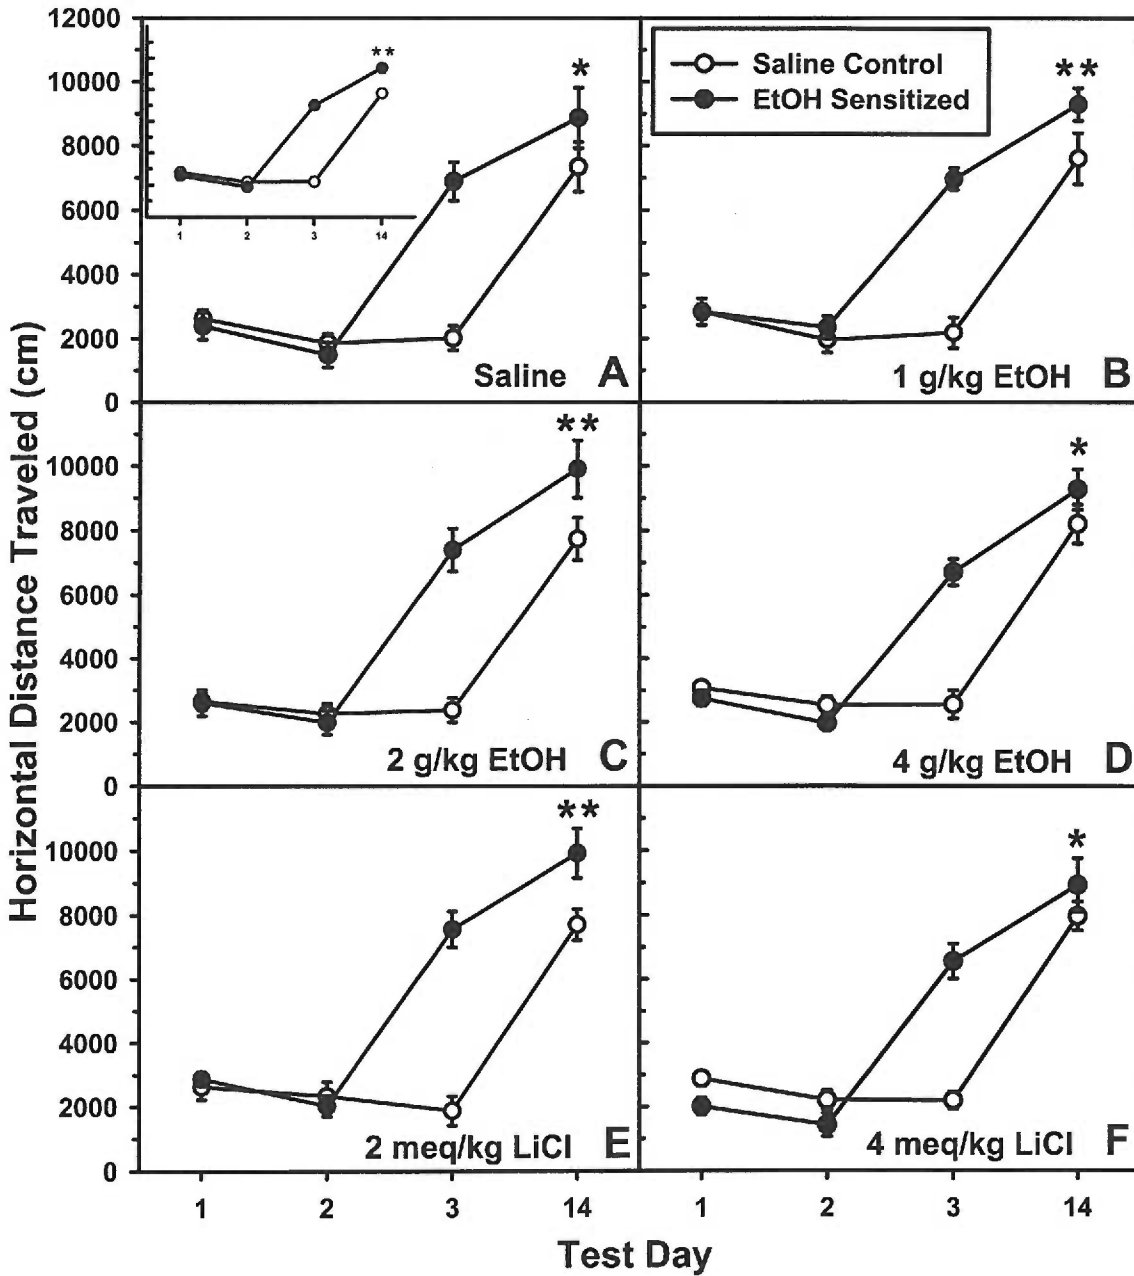 Horizontal Distance Traveled (cm)
12000
10000
8000
6000
4000
2000
0
**
1 2 3 14
*
Saline A
Saline Control
EtOH Sensitized
**
1 g/kg EtOH B
10000
8000
6000
4000
2000
0
**
2 g/kg EtOH C
*
4 g/kg EtOH D
10000
8000
6000
4000
2000
0
**
2 meq/kg LiCl E
*
4 meq/kg LiCl F
1 2 3 14
1 2 3 14
Test Day